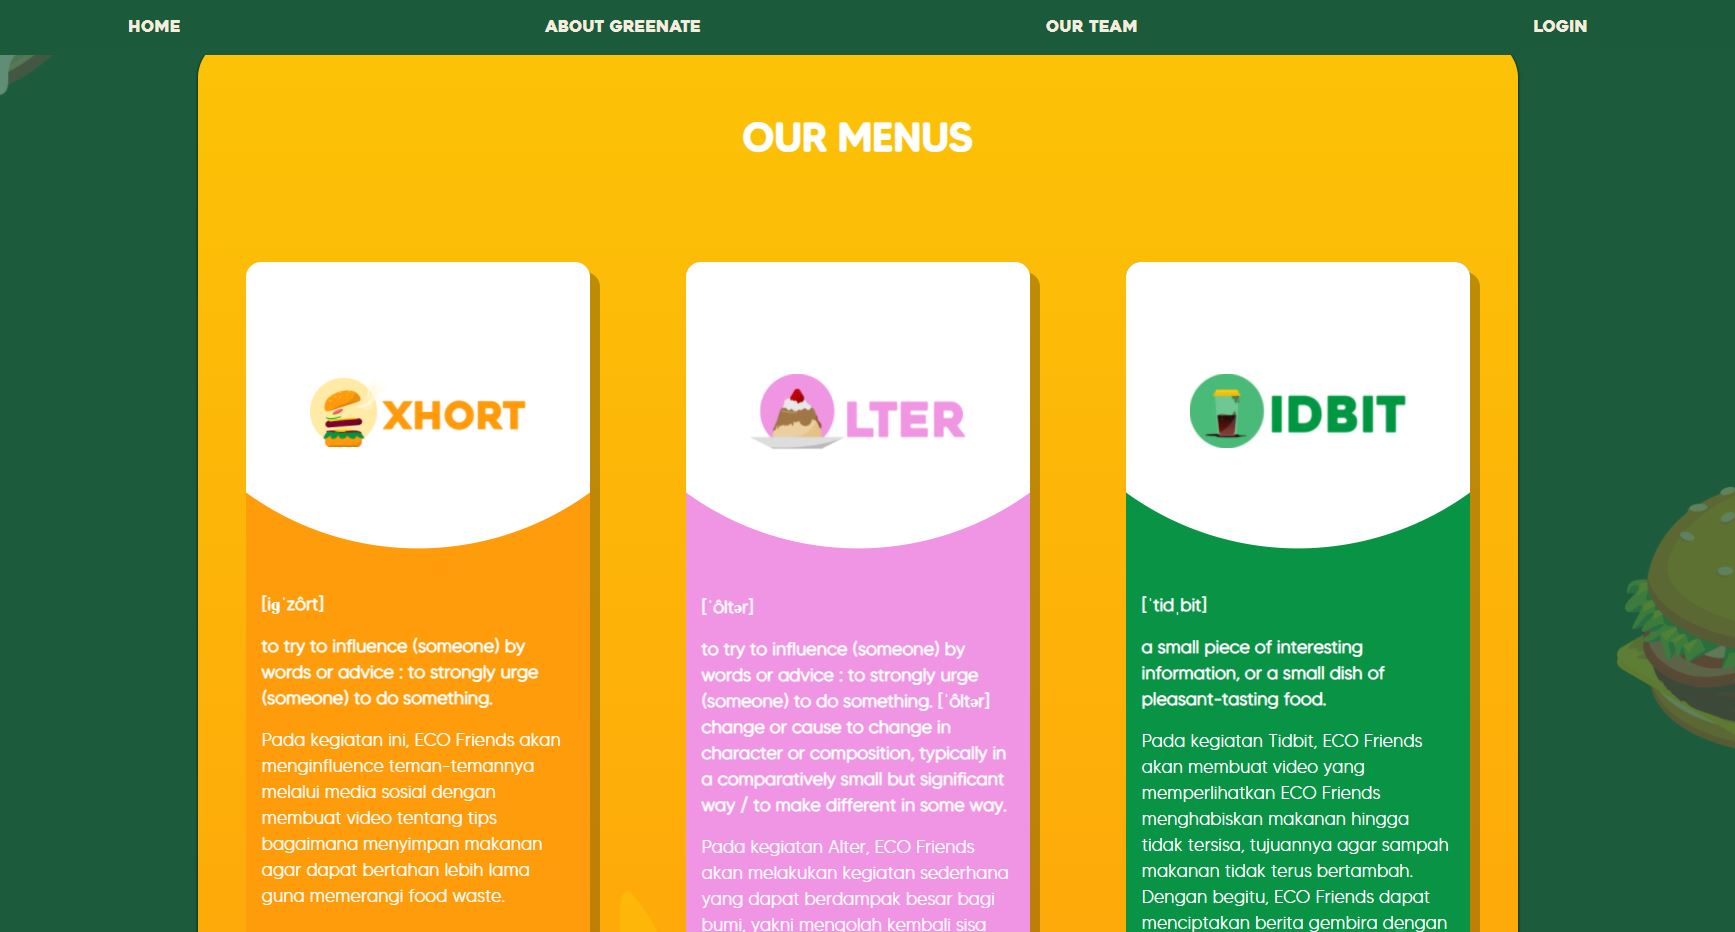 HOME
ABOUT GREENATE
OUR TEAM
LOGIN
OUR MENUS
XHORT
[iɡˈzôrt]
to try to influence (someone) by
words or advice : to strongly urge
(someone) to do something.
Pada kegiatan ini, ECO Friends akan
menginfluence teman-temannya
melalui media sosial dengan
membuat video tentang tips
bagaimana menyimpan makanan
agar dapat bertahan lebih lama
guna memerangi food waste.
LTER
[ˈôltər]
to try to influence (someone) by
words or advice : to strongly urge
(someone) to do something. [ˈôltər]
change or cause to change in
character or composition, typically in
a comparatively small but significant
way / to make different in some way.
Pada kegiatan Alter, ECO Friends
akan melakukan kegiatan sederhana
yang dapat berdampak besar bagi
bumi, yakni mengolah kembali sisa
IDBIT
[ˈtidˌbit]
a small piece of interesting
information, or a small dish of
pleasant-tasting food.
Pada kegiatan Tidbit, ECO Friends
akan membuat video yang
memperlihatkan ECO Friends
menghabiskan makanan hingga
tidak tersisa, tujuannya agar sampah
makanan tidak terus bertambah.
Dengan begitu, ECO Friends dapat
menciptakan berita gembira dengan